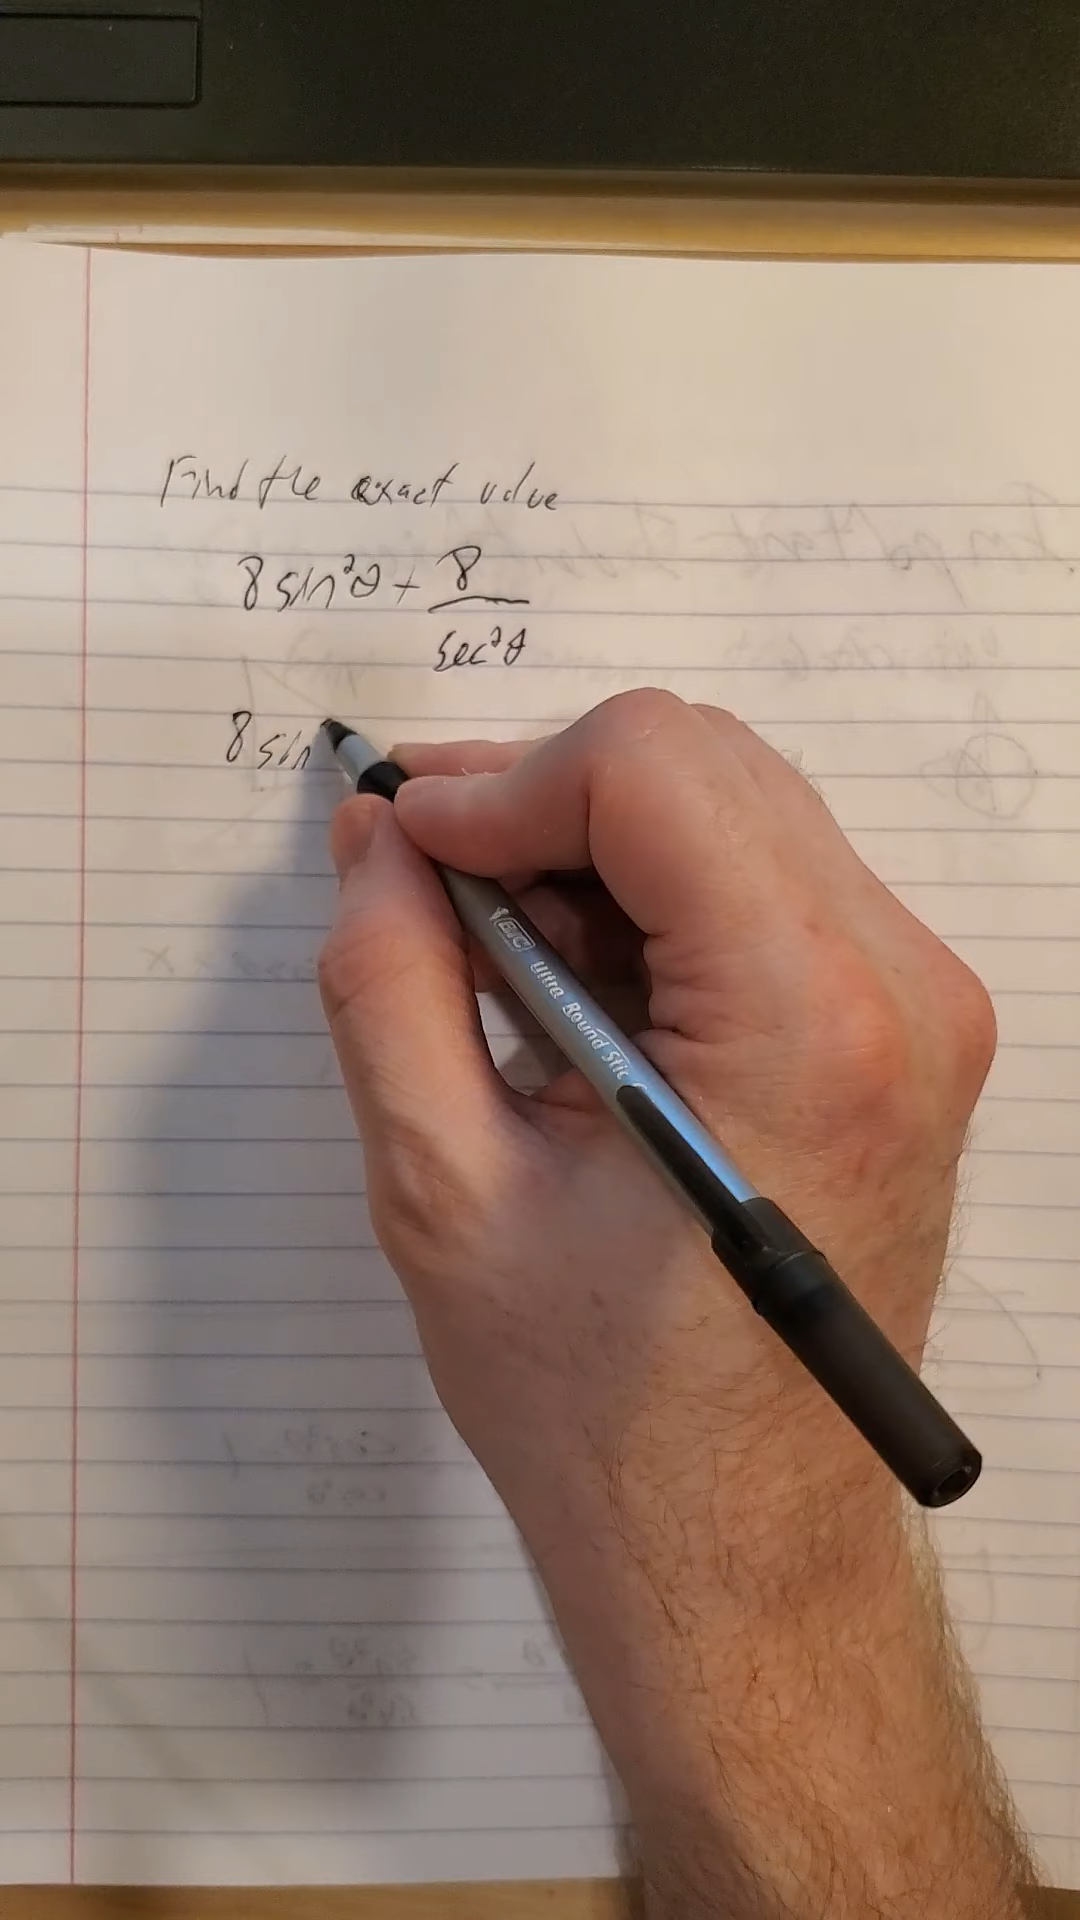 Find the exact value
8 sin²θ + 8/sec²θ
8 sin
BIC Ultra Round Stic